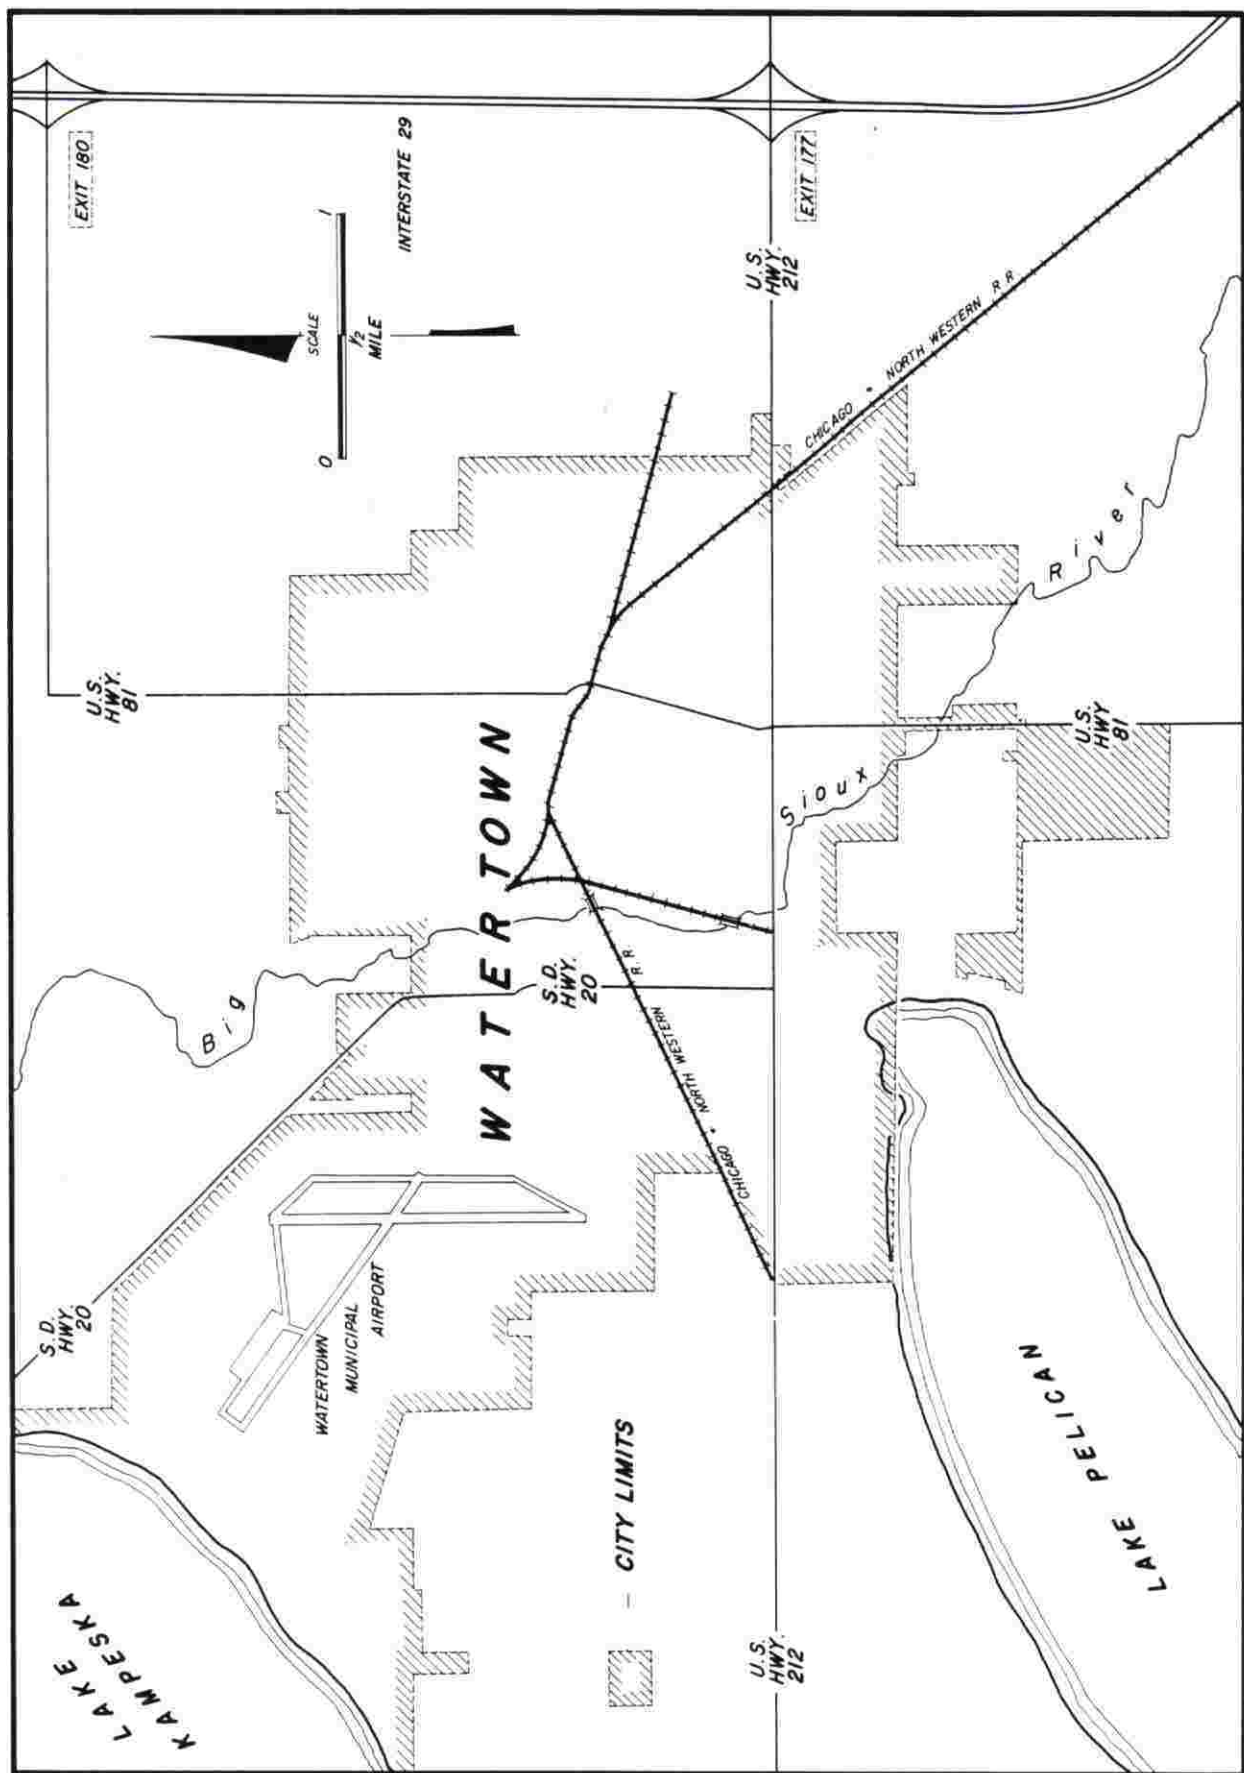 LAKE
KAMPESKA
S.D.
HWY.
20
WATERTOWN
MUNICIPAL
AIRPORT
Big
U.S.
HWY.
81
EXIT 180
SCALE
0
1
1/2
MILE
INTERSTATE 29
WATERTOWN
S.D.
HWY.
20
— CITY LIMITS
CHICAGO • NORTH WESTERN R.R.
U.S.
HWY.
212
U.S.
HWY.
212
EXIT 177
CHICAGO • NORTH WESTERN R R
Sioux
River
U.S.
HWY
81
LAKE PELICAN